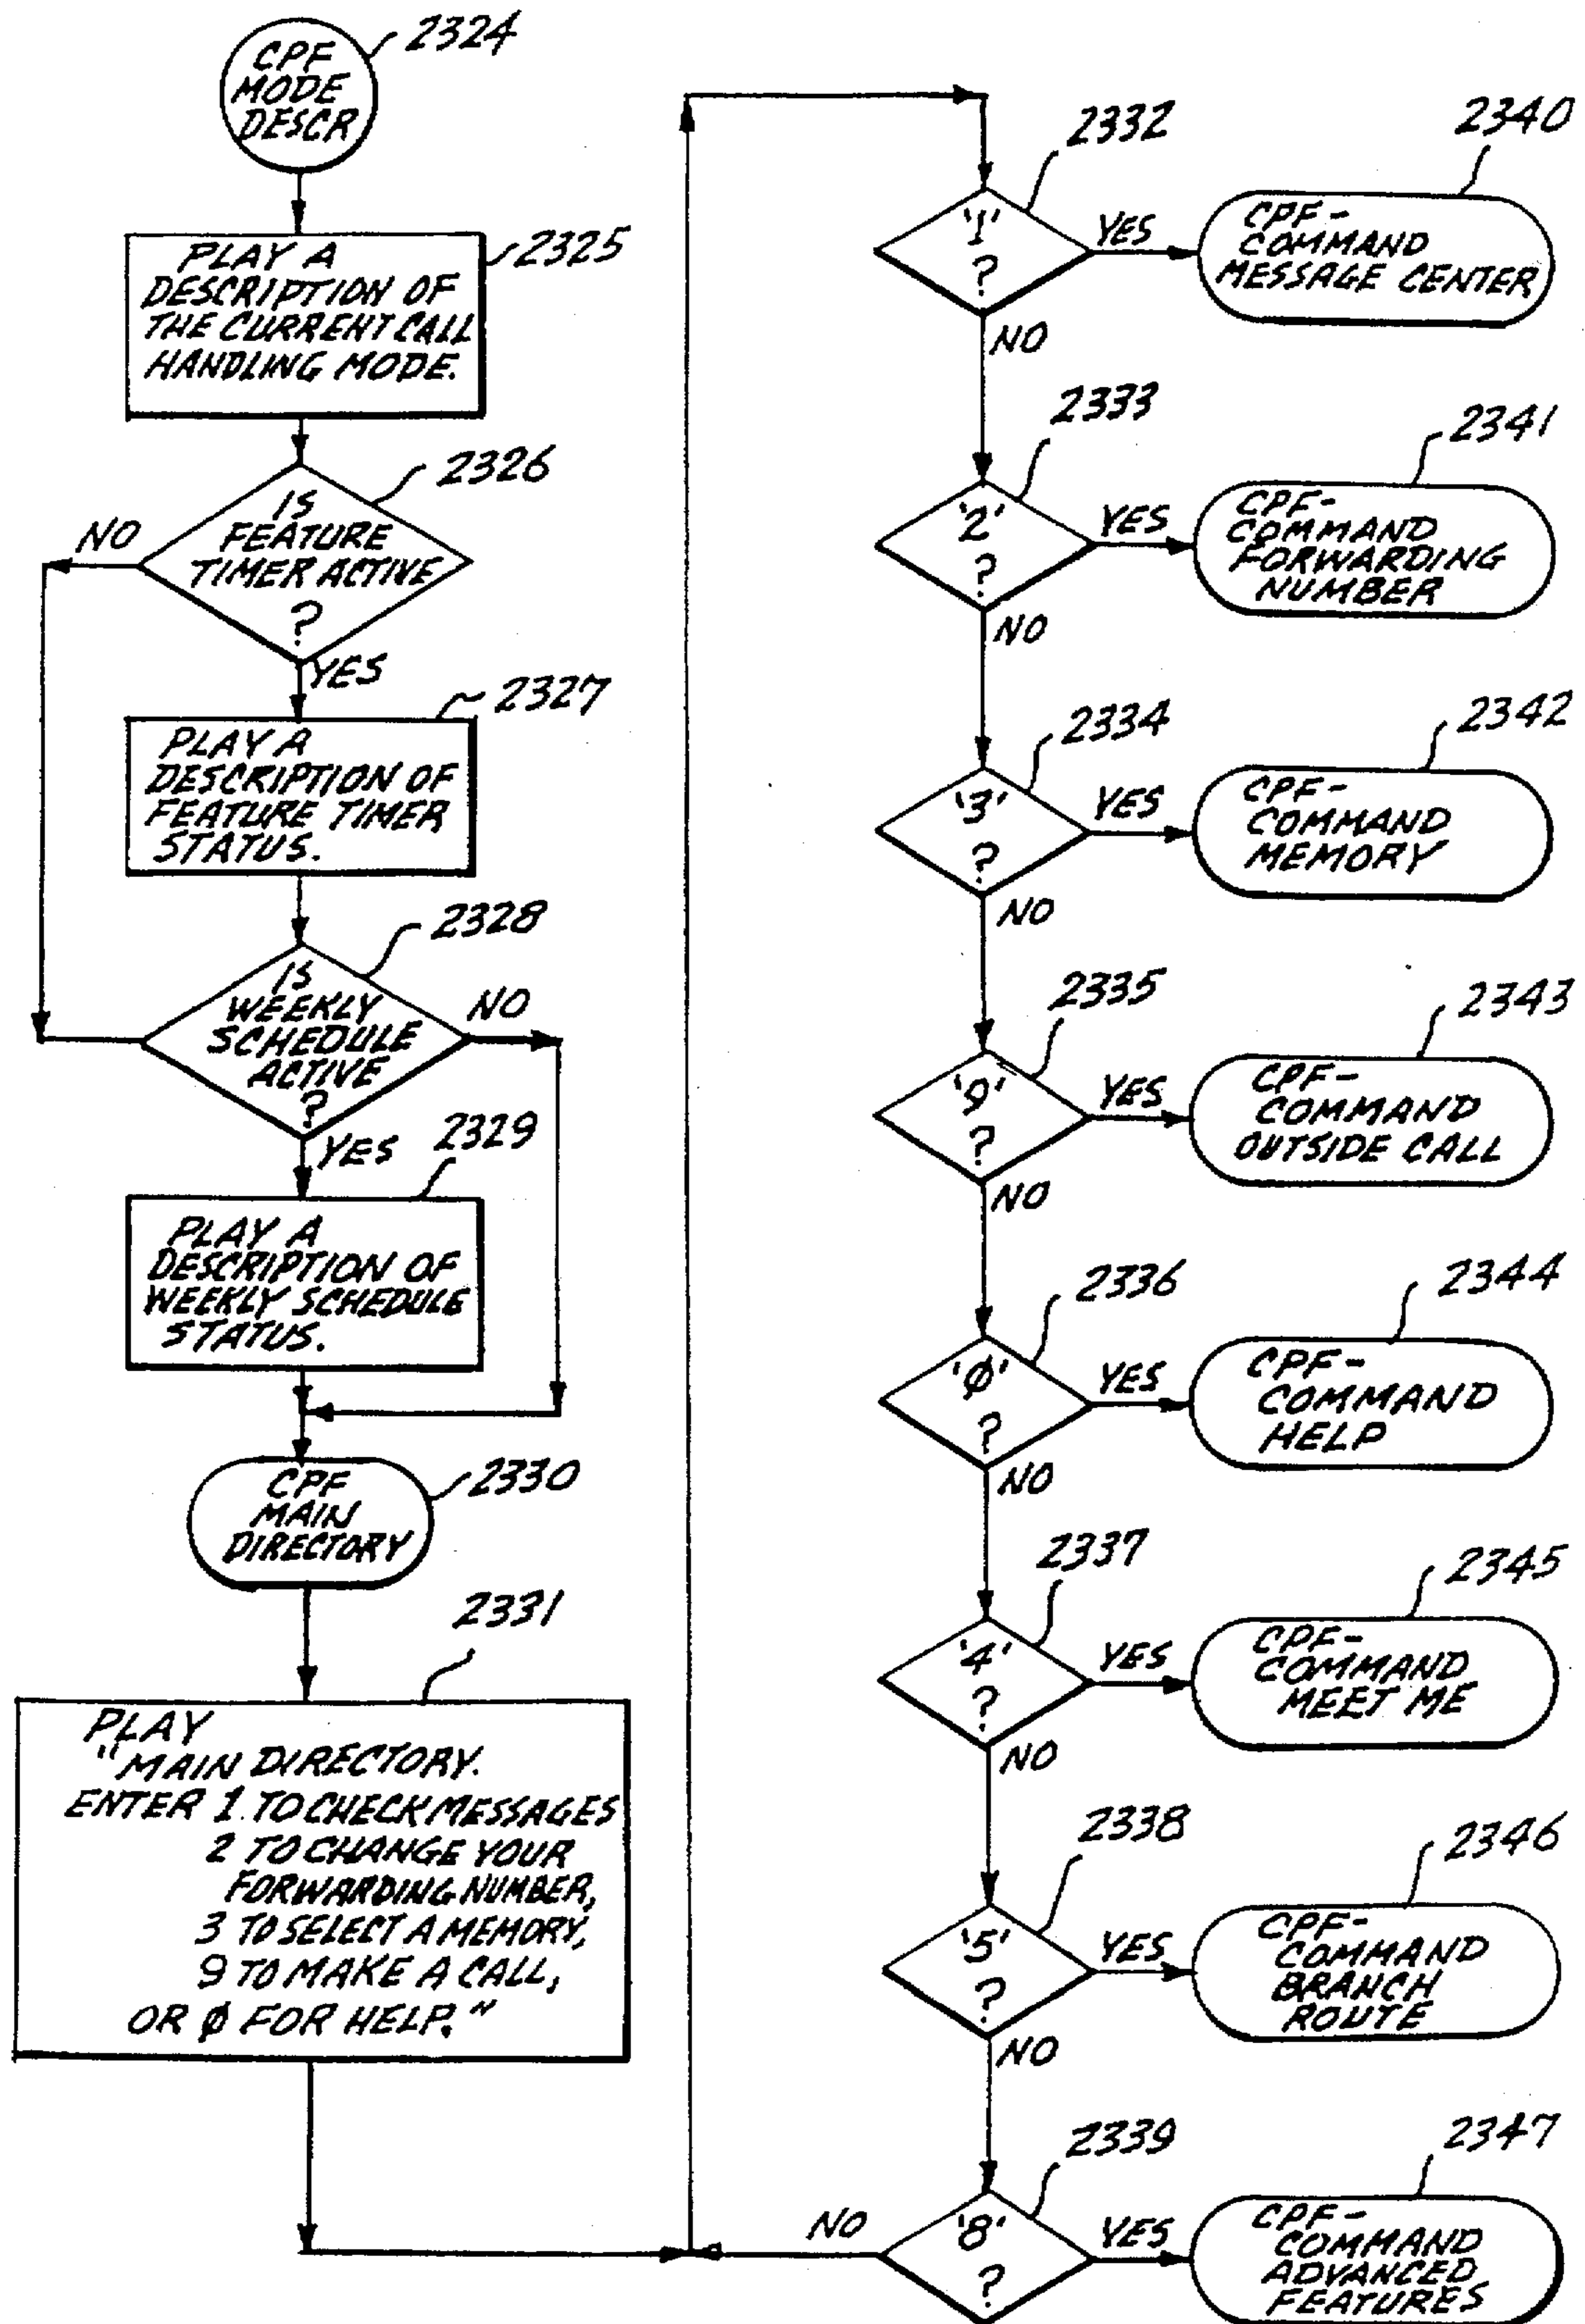 2324
CPF
MODE
DESCR
2325
PLAY A
DESCRIPTION OF
THE CURRENT CALL
HANDLING MODE.
2326
IS
FEATURE
TIMER ACTIVE
?
NO
YES
2327
PLAY A
DESCRIPTION OF
FEATURE TIMER
STATUS.
2328
IS
WEEKLY
SCHEDULE
ACTIVE
?
NO
YES
2329
PLAY A
DESCRIPTION OF
WEEKLY SCHEDULE
STATUS.
2330
CPF
MAIN
DIRECTORY
2331
PLAY
"MAIN DIRECTORY.
ENTER 1 TO CHECK MESSAGES
2 TO CHANGE YOUR
FORWARDING NUMBER,
3 TO SELECT A MEMORY,
9 TO MAKE A CALL,
OR Ø FOR HELP."
2332
'1'
?
YES
NO
2340
CPF-
COMMAND
MESSAGE CENTER
2333
'2'
?
YES
NO
2341
CPF-
COMMAND
FORWARDING
NUMBER
2334
'3'
?
YES
NO
2342
CPF-
COMMAND
MEMORY
2335
'9'
?
YES
NO
2343
CPF-
COMMAND
OUTSIDE CALL
2336
'Ø'
?
YES
NO
2344
CPF-
COMMAND
HELP
2337
'4'
?
YES
NO
2345
CPF-
COMMAND
MEET ME
2338
'5'
?
YES
NO
2346
CPF-
COMMAND
BRANCH
ROUTE
2339
'8'
?
NO
YES
2347
CPF-
COMMAND
ADVANCED
FEATURES